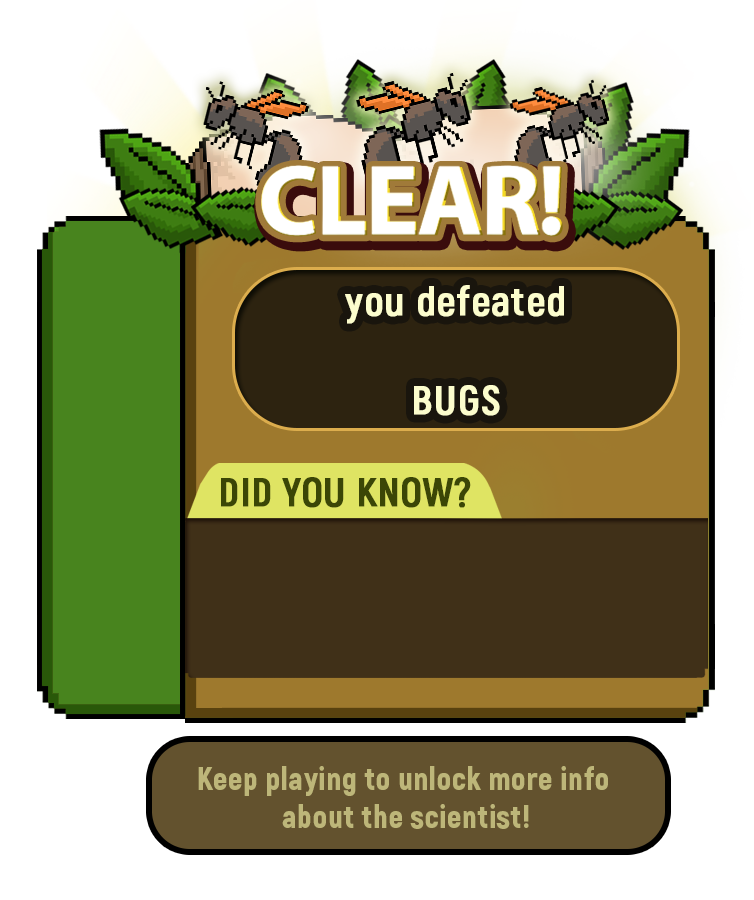 CLEAR!
you defeated
BUGS
DID YOU KNOW?
Keep playing to unlock more info
about the scientist!